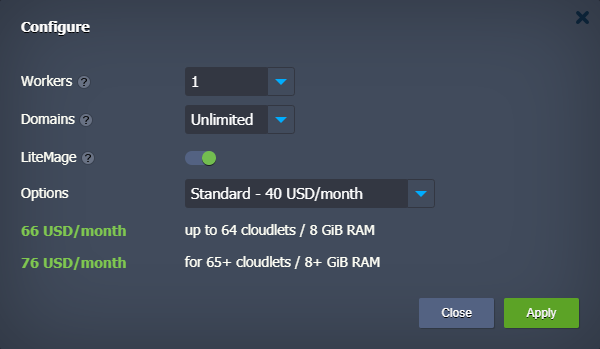 Configure
Workers ? 1
Domains ? Unlimited
LiteMage ?
Options Standard - 40 USD/month
66 USD/month up to 64 cloudlets / 8 GiB RAM
76 USD/month for 65+ cloudlets / 8+ GiB RAM
Close Apply